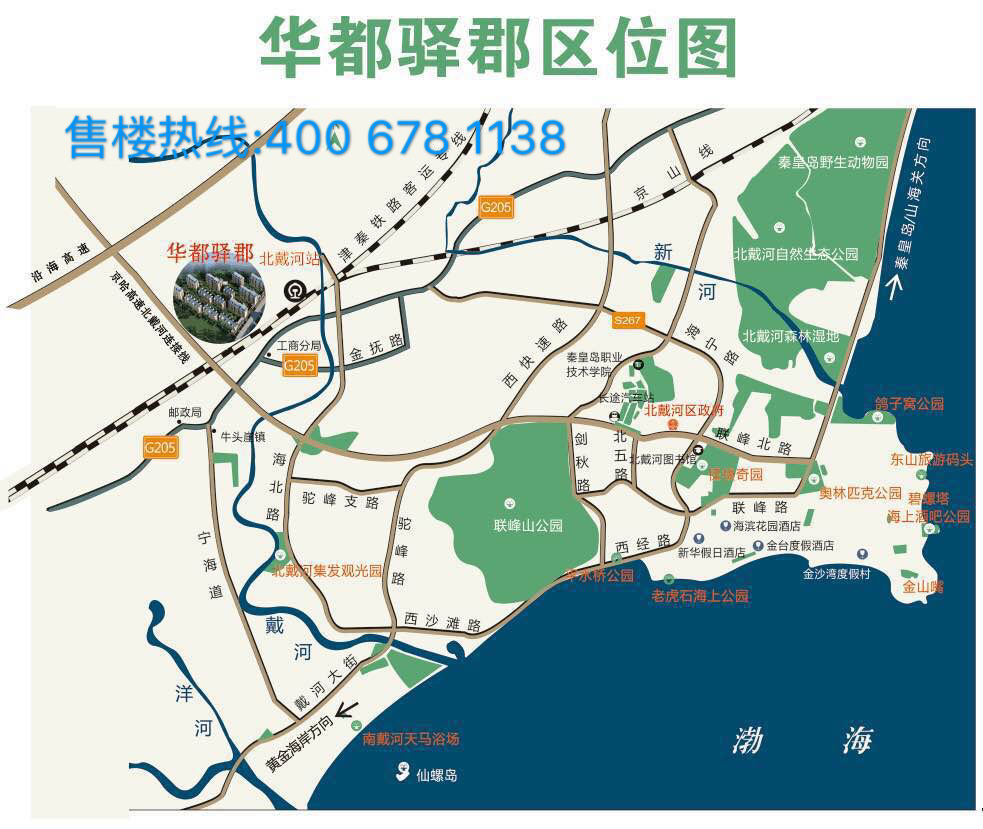 华都驿郡区位图
售楼热线:400 678 1138
津秦铁路客运专线
京山线
G205
秦皇岛野生动物园
秦皇岛/山海关方向
沿海高速
华都驿郡
北戴河站
新河
北戴河自然生态公园
京哈高速北戴河连接线
S267
海宁路
北戴河森林湿地
工商分局
金抚路
G205
西快速路
秦皇岛职业
技术学院
长途汽车站
北戴河区政府
鸽子窝公园
邮政局
牛头崖镇
G205
联峰北路
剑秋路
北五路
北戴河图书馆
怪楼奇园
东山旅游码头
海北路
驼峰支路
奥林匹克公园
碧螺塔
海上酒吧公园
联峰路
联峰山公园
海滨花园酒店
宁海道
驼峰路
西经路
新华假日酒店
金台度假酒店
北戴河集发观光园
金沙湾度假村
金山嘴
老虎石海上公园
西沙滩路
戴河
戴河大街
洋河
黄金海岸方向
南戴河天马浴场
仙螺岛
渤海